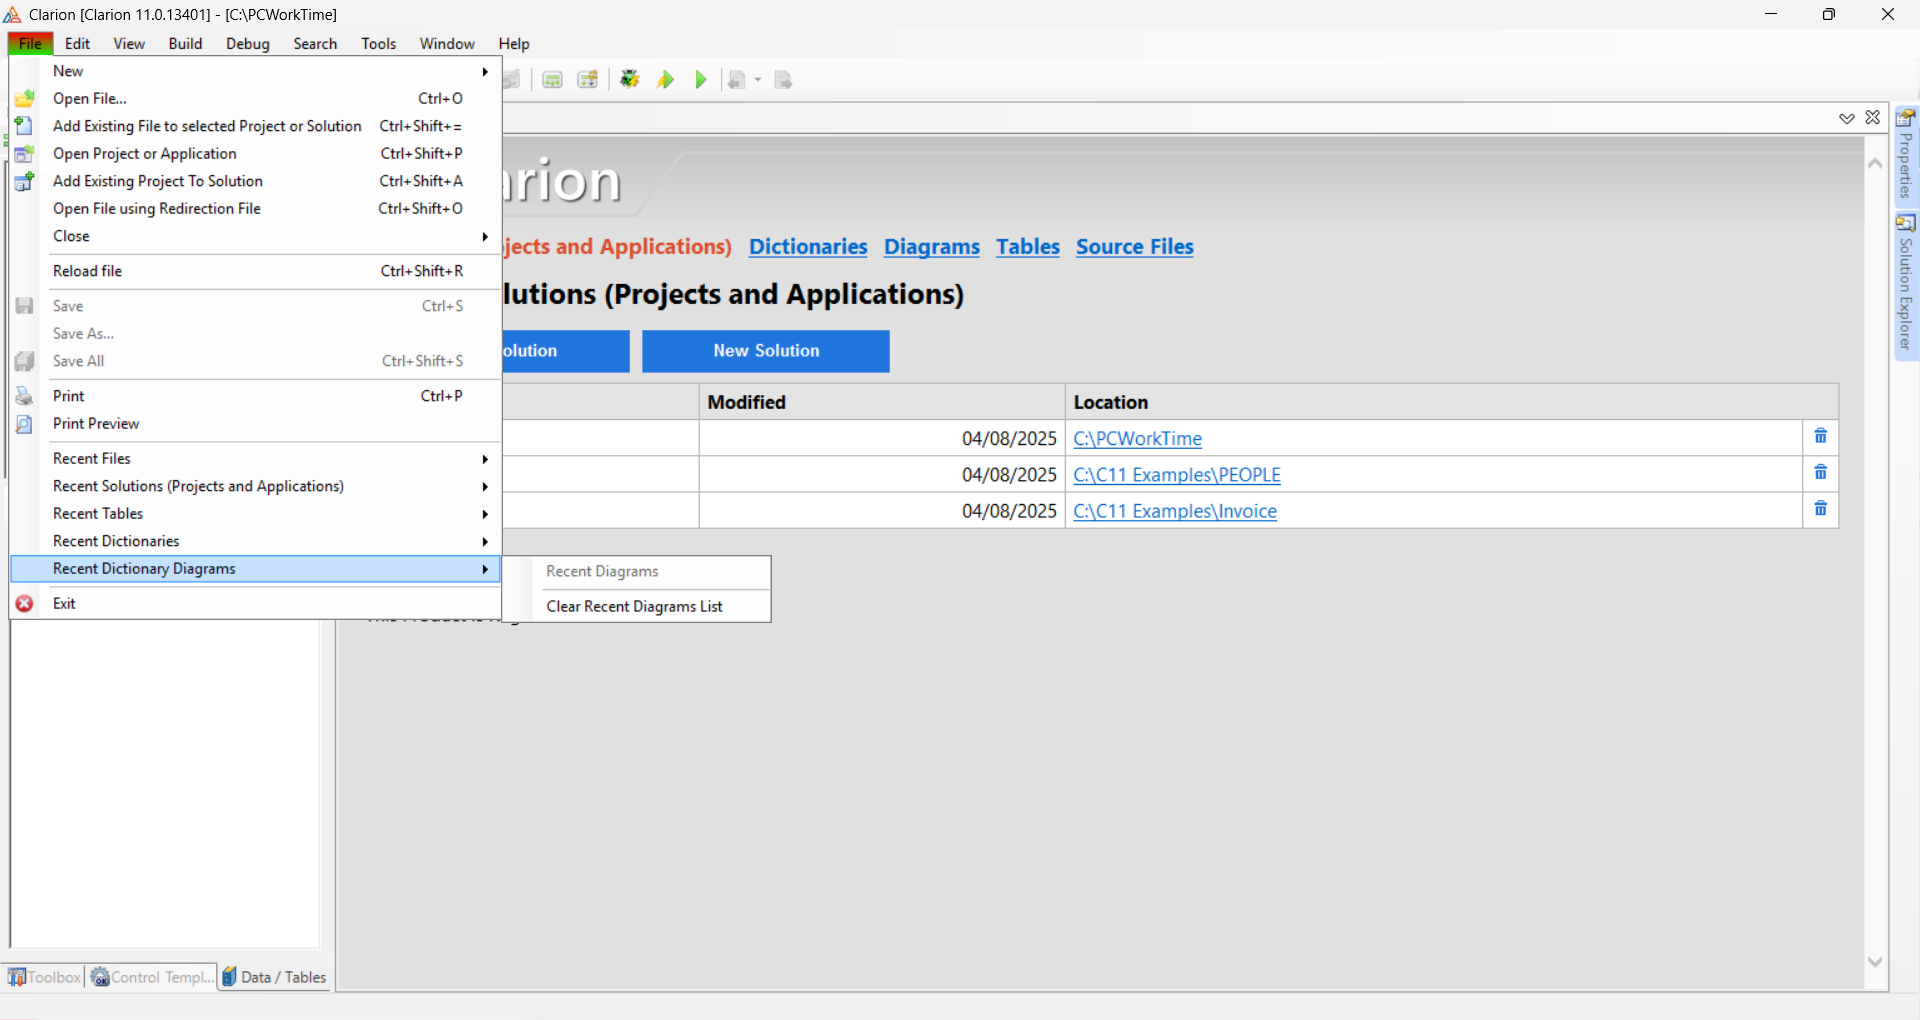 Clarion [Clarion 11.0.13401] - [C:\PCWorkTime]
File Edit View Build Debug Search Tools Window Help
New
Open File... Ctrl+O
Add Existing File to selected Project or Solution Ctrl+Shift+=
Open Project or Application Ctrl+Shift+P
Add Existing Project To Solution Ctrl+Shift+A
Open File using Redirection File Ctrl+Shift+O
Close
Reload file Ctrl+Shift+R
Save Ctrl+S
Save As...
Save All Ctrl+Shift+S
Print Ctrl+P
Print Preview
Recent Files
Recent Solutions (Projects and Applications)
Recent Tables
Recent Dictionaries
Recent Dictionary Diagrams
Exit
Recent Diagrams
Clear Recent Diagrams List
arion
jects and Applications) Dictionaries Diagrams Tables Source Files
lutions (Projects and Applications)
olution New Solution
Modified Location
04/08/2025 C:\PCWorkTime
04/08/2025 C:\C11 Examples\PEOPLE
04/08/2025 C:\C11 Examples\Invoice
Properties
Solution Explorer
Toolbox Control Templ... Data / Tables